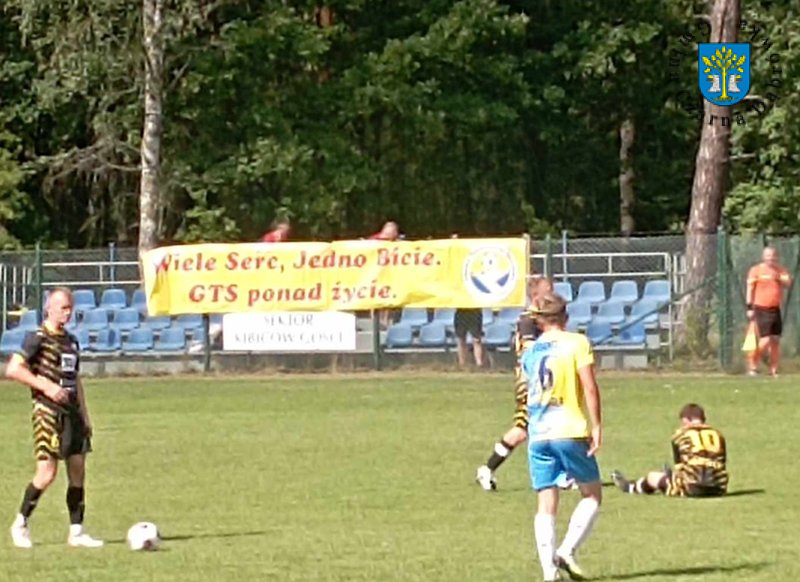 Wiele Serc, Jedno Bicie.
GTS ponad życie.
SEKTOR
KIBICÓW GOŚCI
6
10